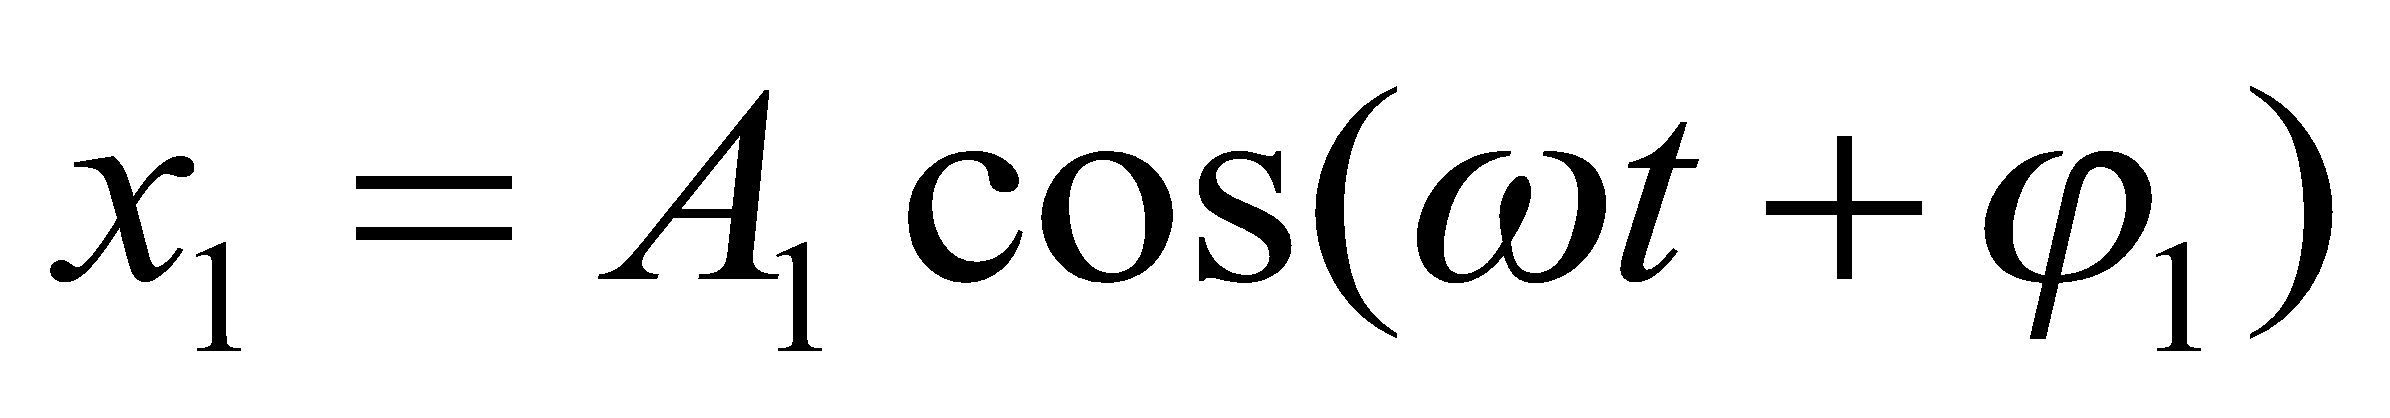 x₁ = A₁ cos(ωt + φ₁)